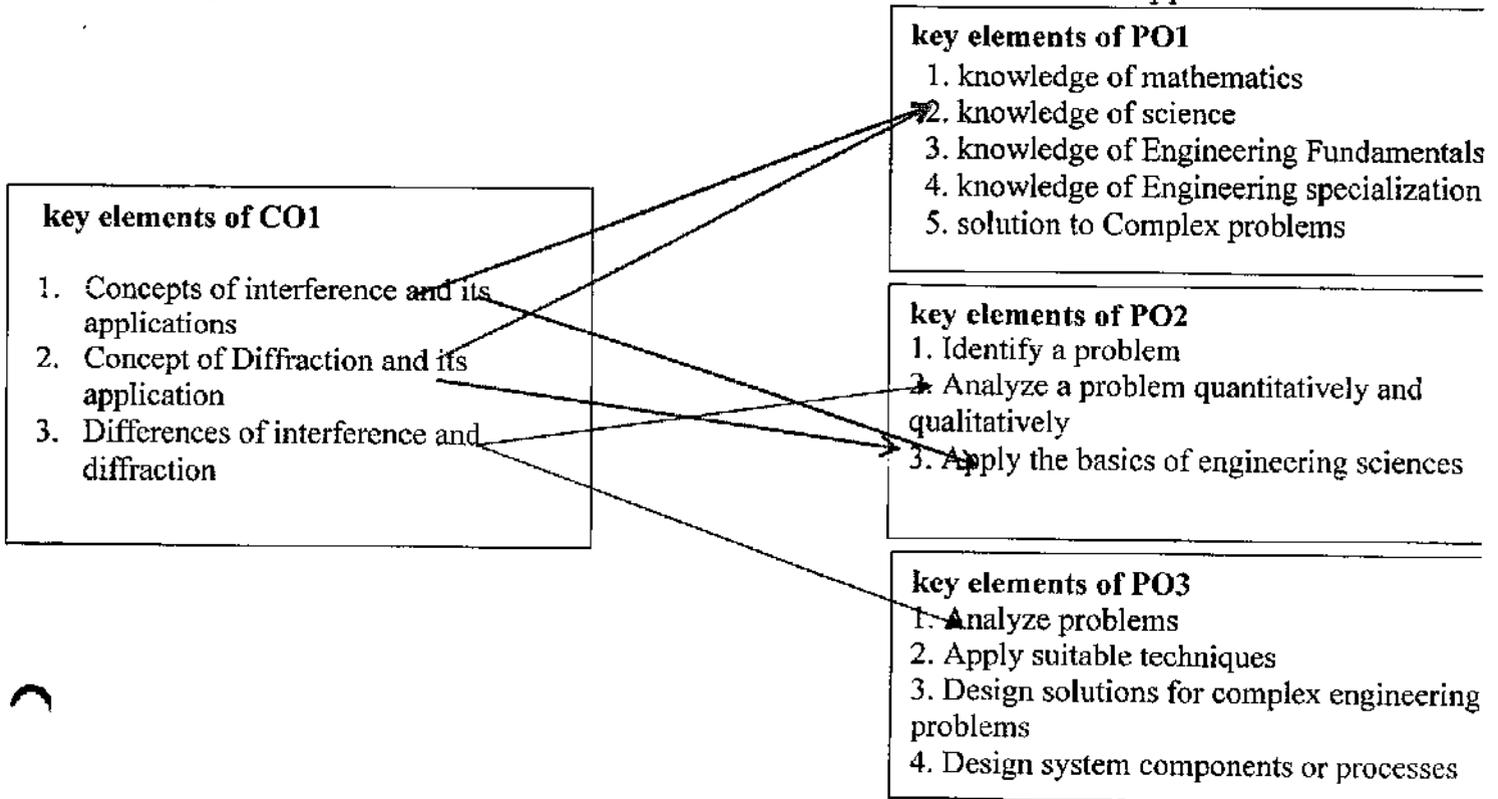 key elements of CO1
1. Concepts of interference and its
applications
2. Concept of Diffraction and its
application
3. Differences of interference and
diffraction
key elements of PO1
1. knowledge of mathematics
2. knowledge of science
3. knowledge of Engineering Fundamentals
4. knowledge of Engineering specialization
5. solution to Complex problems
key elements of PO2
1. Identify a problem
2. Analyze a problem quantitatively and
qualitatively
3. Apply the basics of engineering sciences
key elements of PO3
1. Analyze problems
2. Apply suitable techniques
3. Design solutions for complex engineering
problems
4. Design system components or processes